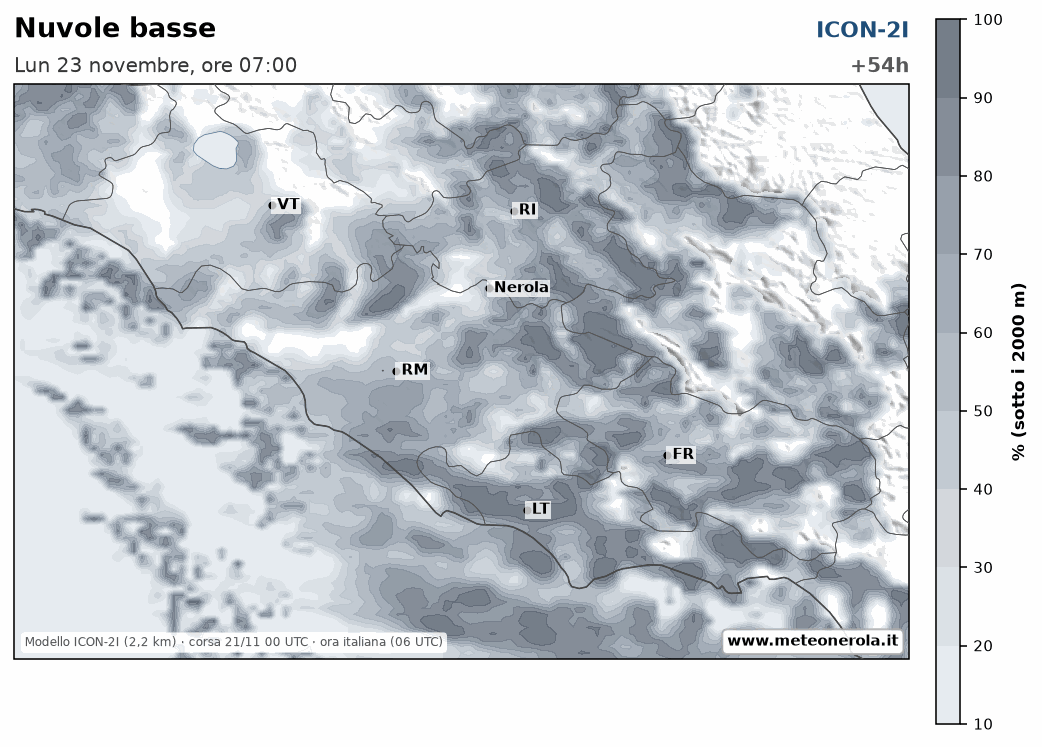 Nuvole basse
ICON-2I
Lun 23 novembre, ore 07:00
+54h
VT
RI
Nerola
RM
FR
LT
Modello ICON-2I (2,2 km) · corsa 21/11 00 UTC · ora italiana (06 UTC)
www.meteonerola.it
100
90
80
70
60
50
40
30
20
10
% (sotto i 2000 m)